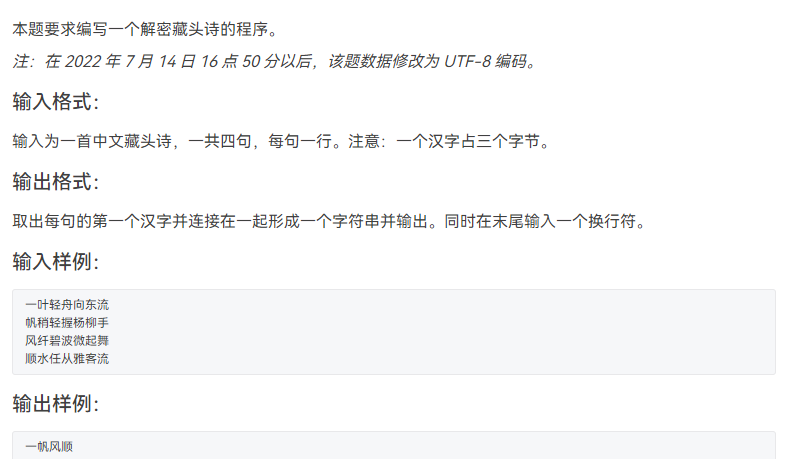 本题要求编写一个解密藏头诗的程序。
注：在 2022 年 7 月 14 日 16 点 50 分以后，该题数据修改为 UTF-8 编码。
输入格式：
输入为一首中文藏头诗，一共四句，每句一行。注意：一个汉字占三个字节。
输出格式：
取出每句的第一个汉字并连接在一起形成一个字符串并输出。同时在末尾输入一个换行符。
输入样例：
一叶轻舟向东流
帆稍轻握杨柳手
风纤碧波微起舞
顺水任从雅客流
输出样例：
一帆风顺